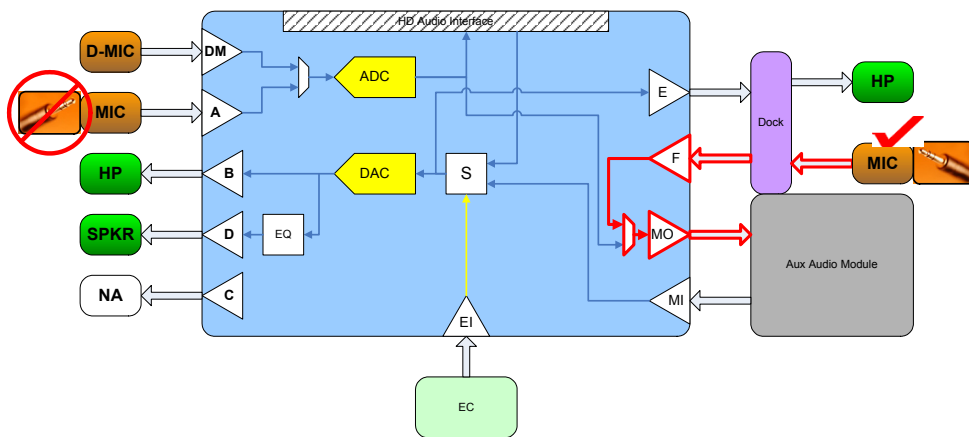 HD Audio Interface
D-MIC
DM
ADC
E
HP
MIC
A
Dock
F
MIC
HP
B
DAC
S
SPKR
D
EQ
MO
Aux Audio Module
NA
C
MI
EI
EC